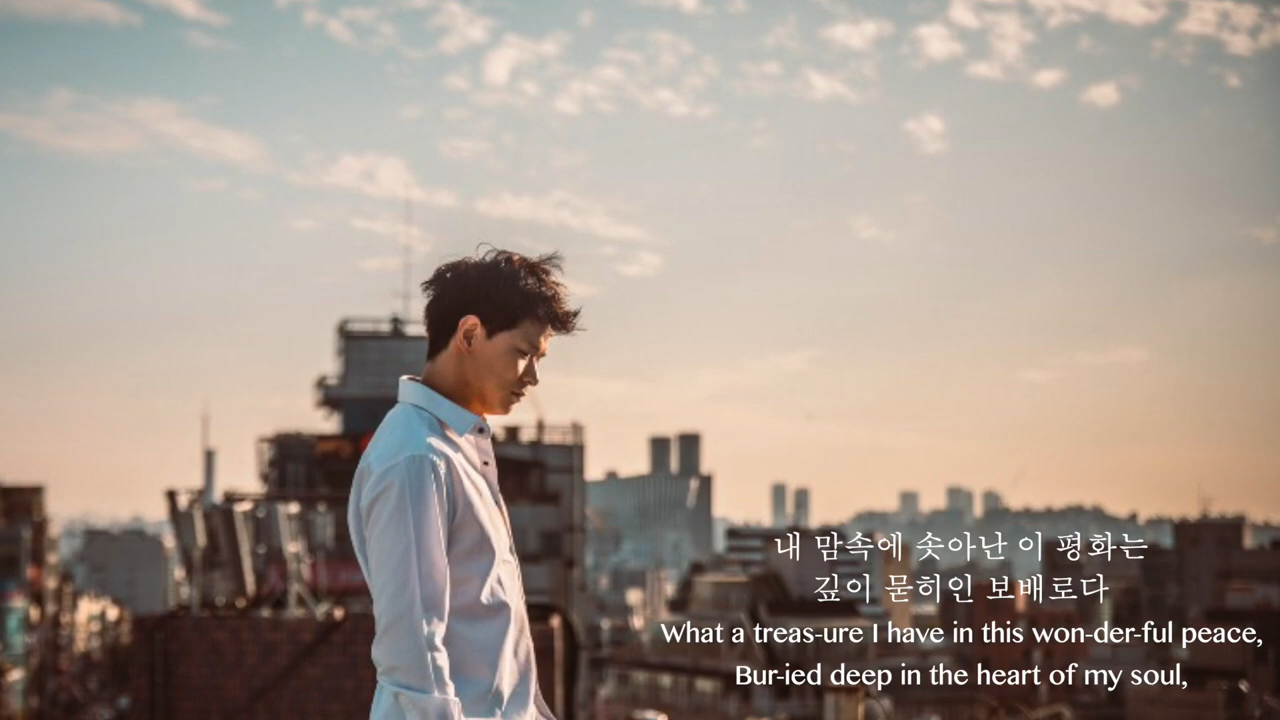 내 맘속에 솟아난 이 평화는
깊이 묻히인 보배로다
What a treas-ure I have in this won-der-ful peace,
Bur-ied deep in the heart of my soul,